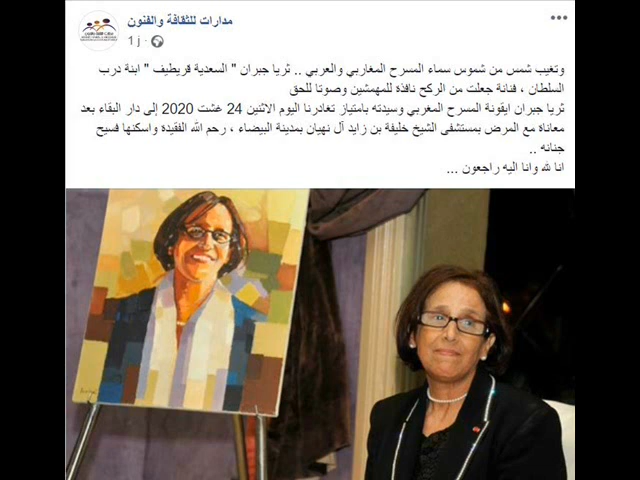 مدارات للثقافة والفنون
1 j ·
وتغيب شمس من شموس سماء المسرح المغاربي والعربي .. ثريا جبران " السعدية قريطيف " ابنة درب
السلطان ، فنانة جعلت من الركح نافذة للمهمشين وصوتا للحق
ثريا جبران ايقونة المسرح المغربي وسيدته بامتياز تغادرنا اليوم الاثنين 24 غشت 2020 إلى دار البقاء بعد
معاناة مع المرض بمستشفى الشيخ خليفة بن زايد آل نهيان بمدينة البيضاء ، رحم الله الفقيدة واسكنها فسيح
جنانه ..
انا لله وانا اليه راجعون ...